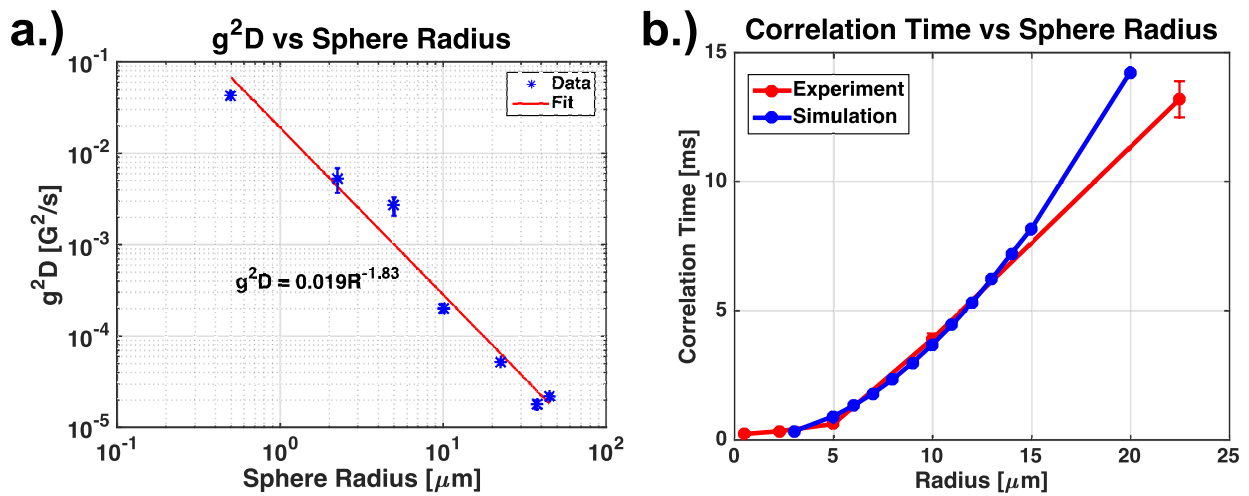 a.)
g²D vs Sphere Radius
10⁻¹
10⁻²
10⁻³
10⁻⁴
10⁻⁵
g²D [G²/s]
Data
Fit
g²D = 0.019R⁻¹·⁸³
10⁻¹
10⁰
10¹
10²
Sphere Radius [μm]
b.)
Correlation Time vs Sphere Radius
15
10
5
0
Correlation Time [ms]
Experiment
Simulation
0
5
10
15
20
25
Radius [μm]